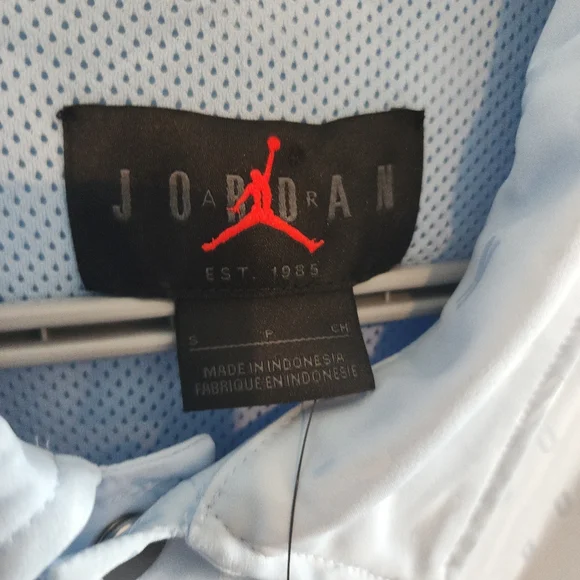 JORDAN
AIR
EST. 1985
S P CH
MADE IN INDONESIA
FABRIQUE EN INDONESIE